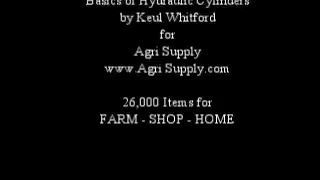 Basics of Hydraulic Cylinders
by Keul Whitford
for
Agri Supply
www.Agri Supply.com
26,000 Items for
FARM - SHOP - HOME